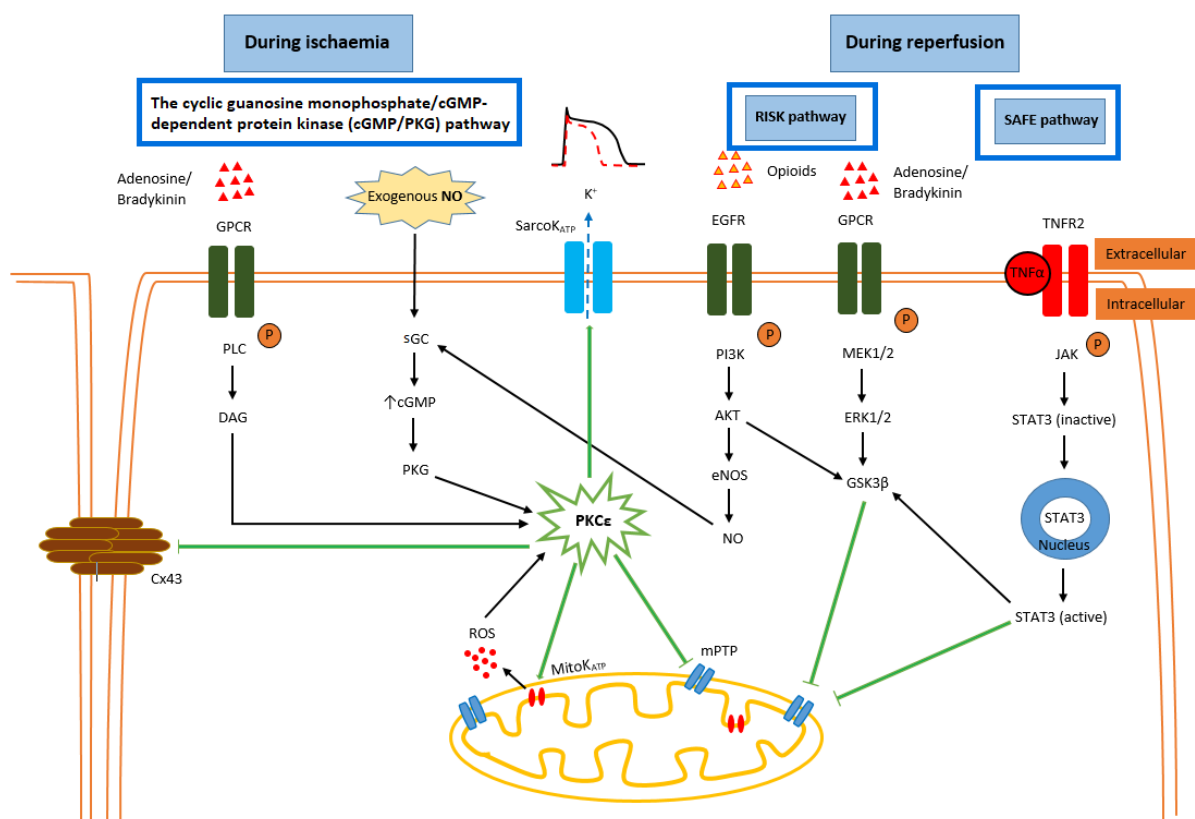 During ischaemia
During reperfusion
The cyclic guanosine monophosphate/cGMP-
dependent protein kinase (cGMP/PKG) pathway
RISK pathway
SAFE pathway
Adenosine/
Bradykinin
GPCR
Exogenous NO
K⁺
SarcoK_ATP
Opioids
EGFR
Adenosine/
Bradykinin
GPCR
TNFR2
TNFα
Extracellular
Intracellular
P
P
P
P
PLC
DAG
sGC
↑cGMP
PKG
PKCε
PI3K
AKT
eNOS
NO
MEK1/2
ERK1/2
GSK3β
JAK
STAT3 (inactive)
STAT3
Nucleus
STAT3 (active)
Cx43
ROS
MitoK_ATP
mPTP